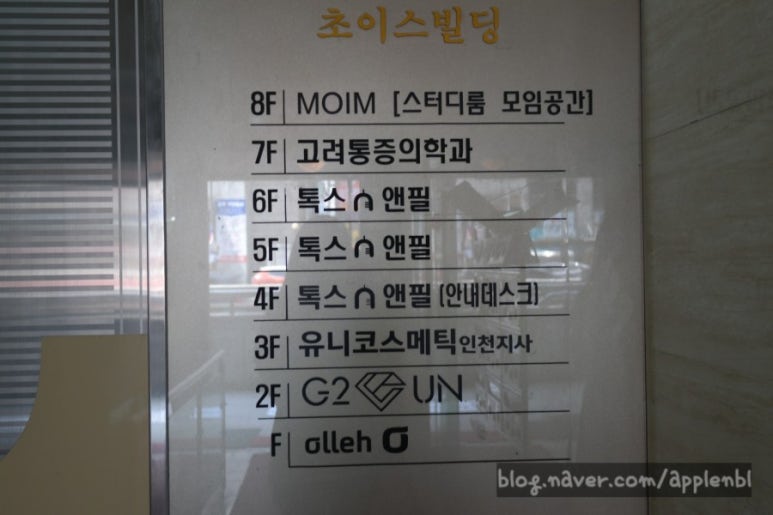 초이스빌딩
8F MOIM [스터디룸 모임공간]
7F 고려통증의학과
6F 톡스 앤필
5F 톡스 앤필
4F 톡스 앤필 (안내데스크)
3F 유니코스메틱 인천지사
2F G2 UN
F olleh
blog.naver.com/applenbl